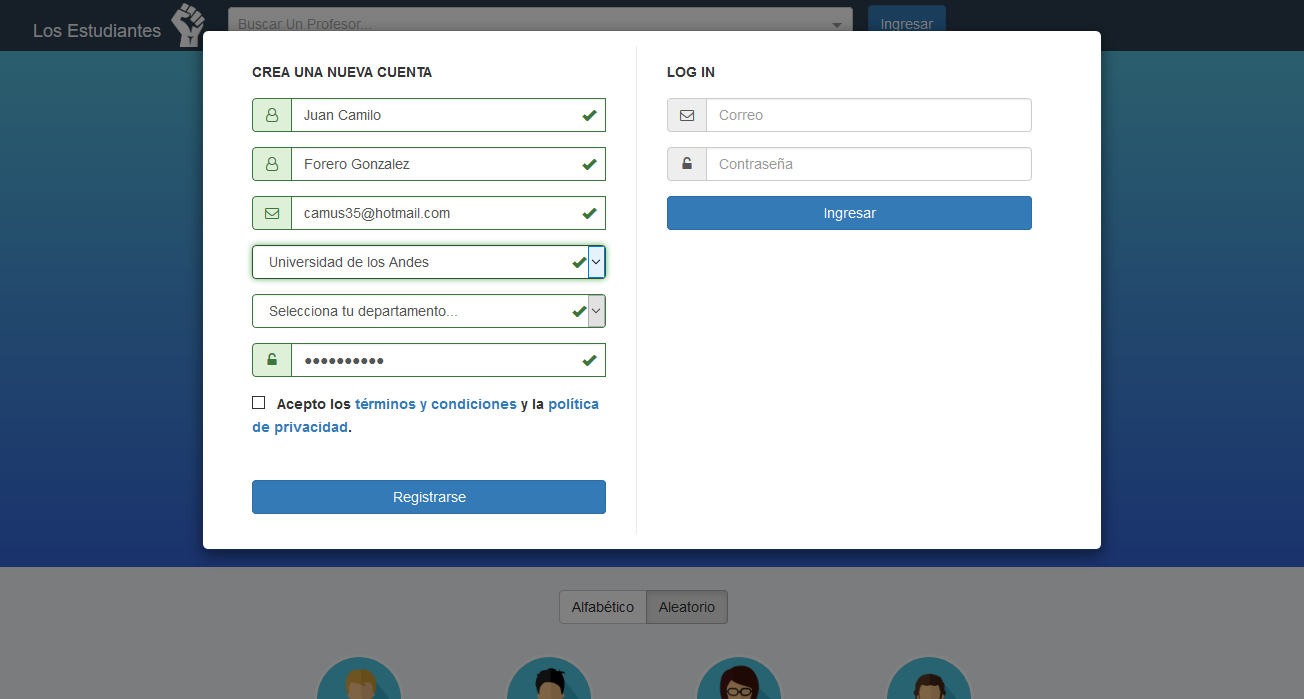 Los Estudiantes
Buscar Un Profesor...
Ingresar
CREA UNA NUEVA CUENTA
Juan Camilo
Forero Gonzalez
camus35@hotmail.com
Universidad de los Andes
Selecciona tu departamento...
●●●●●●●●●●
Acepto los términos y condiciones y la política
de privacidad.
Registrarse
LOG IN
Correo
Contraseña
Ingresar
Alfabético
Aleatorio